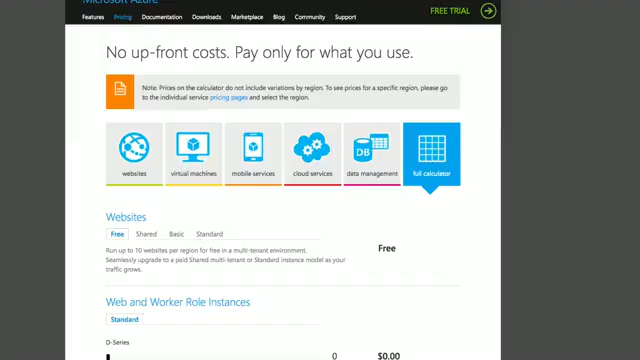 Microsoft Azure
FREE TRIAL
Features Pricing Documentation Downloads Marketplace Blog Community Support
No up-front costs. Pay only for what you use.
Note: Prices on the calculator do not include variations by region. To see prices for a specific region, please go
to the individual service pricing pages and select the region.
websites virtual machines mobile services cloud services data management full calculator
DB
Websites
Free Shared Basic Standard
Run up to 10 websites per region for free in a multi-tenant environment.
Seamlessly upgrade to a paid Shared multi-tenant or Standard instance model as your
traffic grows.
Free
Web and Worker Role Instances
Standard
D-Series
0 $0.00